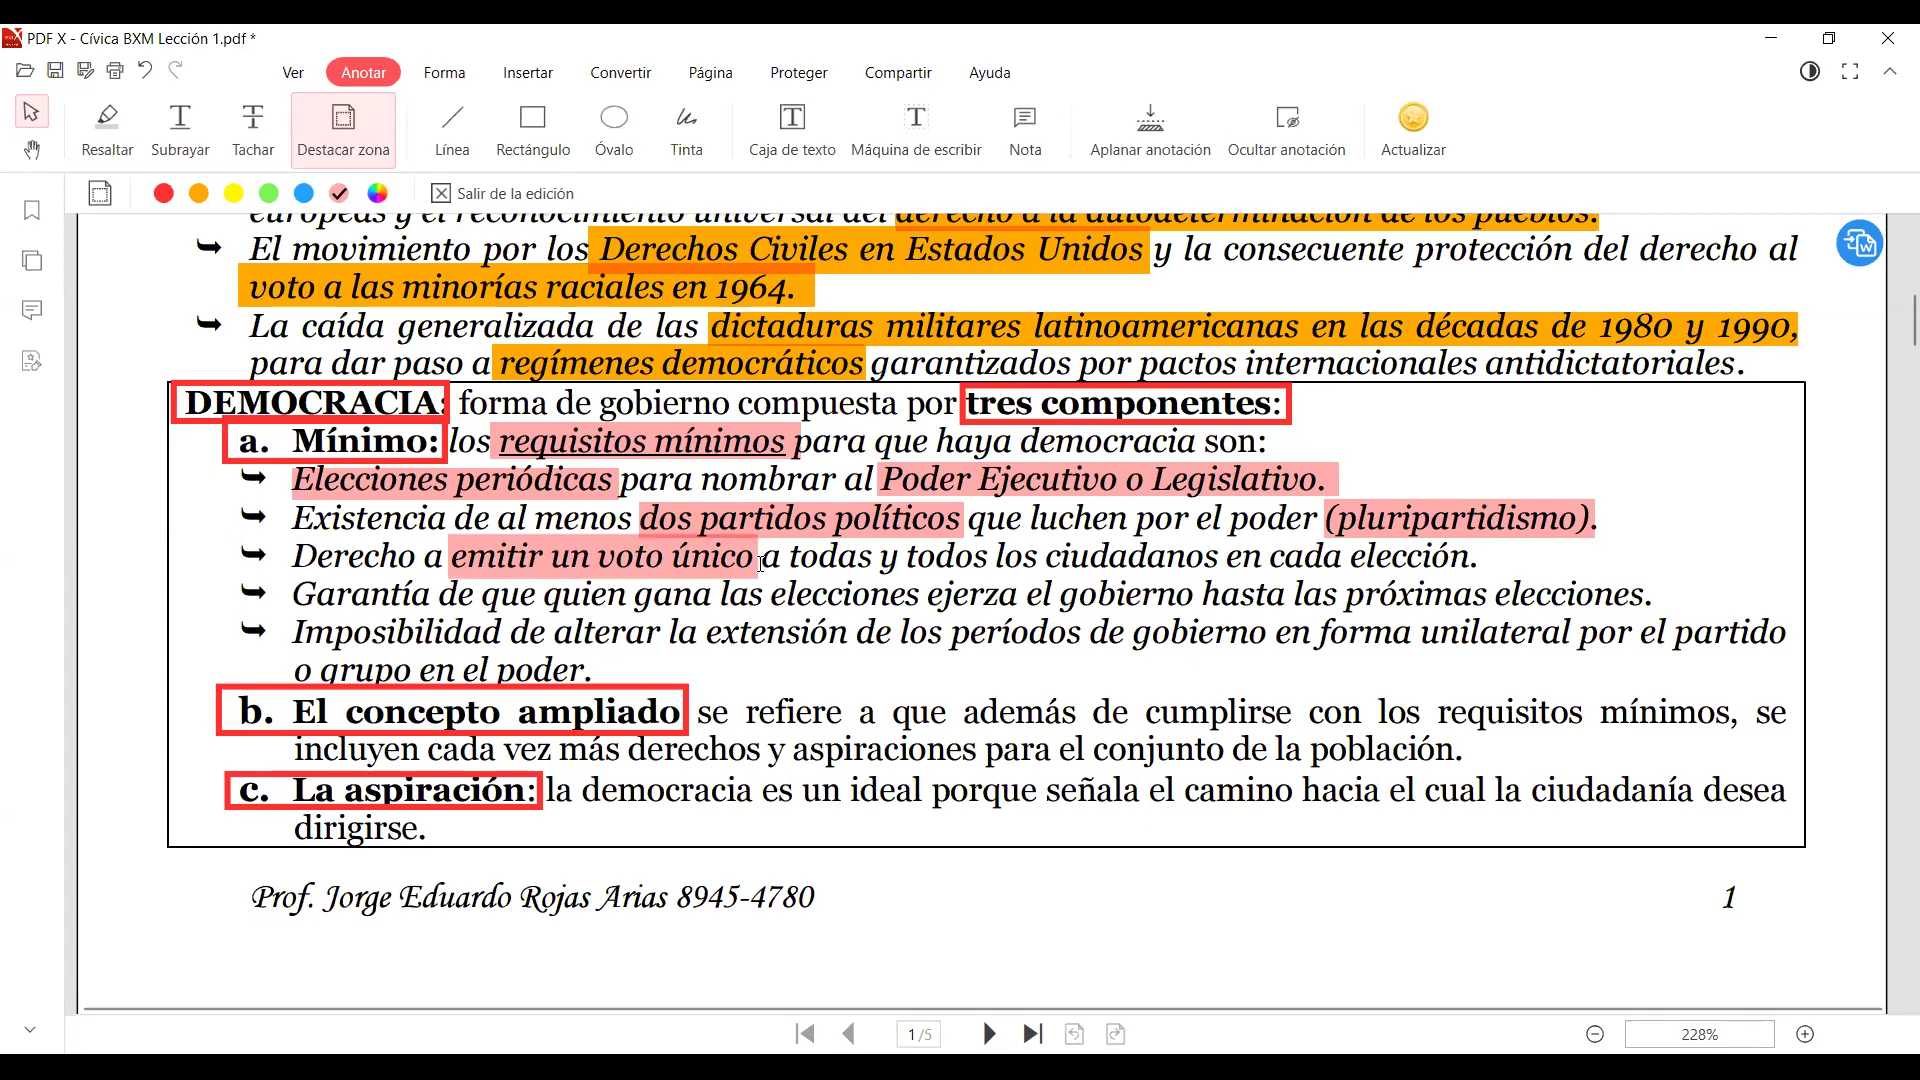 PDF X - Cívica BXM Lección 1.pdf *
Ver Anotar Forma Insertar Convertir Página Proteger Compartir Ayuda
Resaltar Subrayar Tachar Destacar zona Línea Rectángulo Óvalo Tinta Caja de texto Máquina de escribir Nota Aplanar anotación Ocultar anotación Actualizar
Salir de la edición
europeas y el reconocimiento universal del derecho a la autodeterminación de los pueblos.
El movimiento por los Derechos Civiles en Estados Unidos y la consecuente protección del derecho al
voto a las minorías raciales en 1964.
La caída generalizada de las dictaduras militares latinoamericanas en las décadas de 1980 y 1990,
para dar paso a regímenes democráticos garantizados por pactos internacionales antidictatoriales.
DEMOCRACIA: forma de gobierno compuesta por tres componentes:
a. Mínimo: los requisitos mínimos para que haya democracia son:
Elecciones periódicas para nombrar al Poder Ejecutivo o Legislativo.
Existencia de al menos dos partidos políticos que luchen por el poder (pluripartidismo).
Derecho a emitir un voto único a todas y todos los ciudadanos en cada elección.
Garantía de que quien gana las elecciones ejerza el gobierno hasta las próximas elecciones.
Imposibilidad de alterar la extensión de los períodos de gobierno en forma unilateral por el partido
o grupo en el poder.
b. El concepto ampliado se refiere a que además de cumplirse con los requisitos mínimos, se
incluyen cada vez más derechos y aspiraciones para el conjunto de la población.
c. La aspiración: la democracia es un ideal porque señala el camino hacia el cual la ciudadanía desea
dirigirse.
Prof. Jorge Eduardo Rojas Arias 8945-4780 1
1 /5 228%